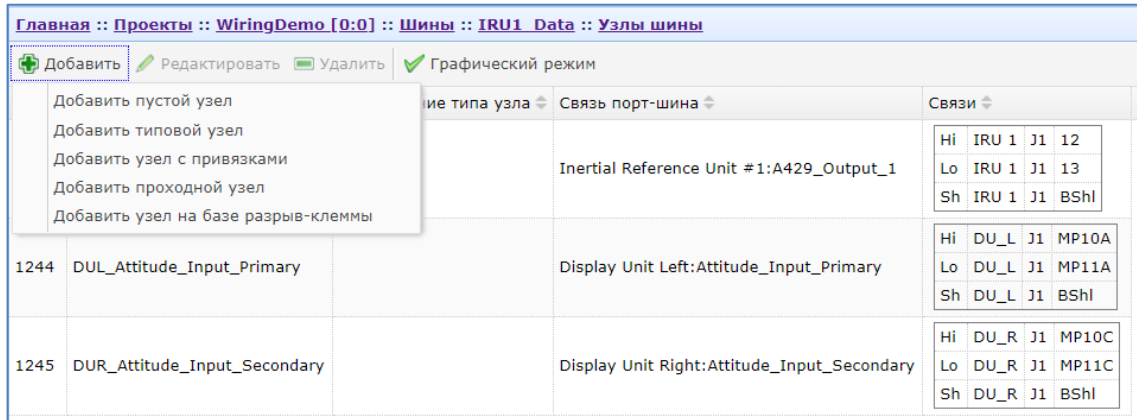 Главная :: Проекты :: WiringDemo [0:0] :: Шины :: IRU1_Data :: Узлы шины
Добавить Редактировать Удалить Графический режим
Добавить пустой узел
Добавить типовой узел
Добавить узел с привязками
Добавить проходной узел
Добавить узел на базе разрыв-клеммы
ие типа узла Связь порт-шина Связи
Inertial Reference Unit #1:A429_Output_1
Hi IRU 1 J1 12
Lo IRU 1 J1 13
Sh IRU 1 J1 BShl
1244 DUL_Attitude_Input_Primary Display Unit Left:Attitude_Input_Primary
Hi DU_L J1 MP10A
Lo DU_L J1 MP11A
Sh DU_L J1 BShl
1245 DUR_Attitude_Input_Secondary Display Unit Right:Attitude_Input_Secondary
Hi DU_R J1 MP10C
Lo DU_R J1 MP11C
Sh DU_R J1 BShl